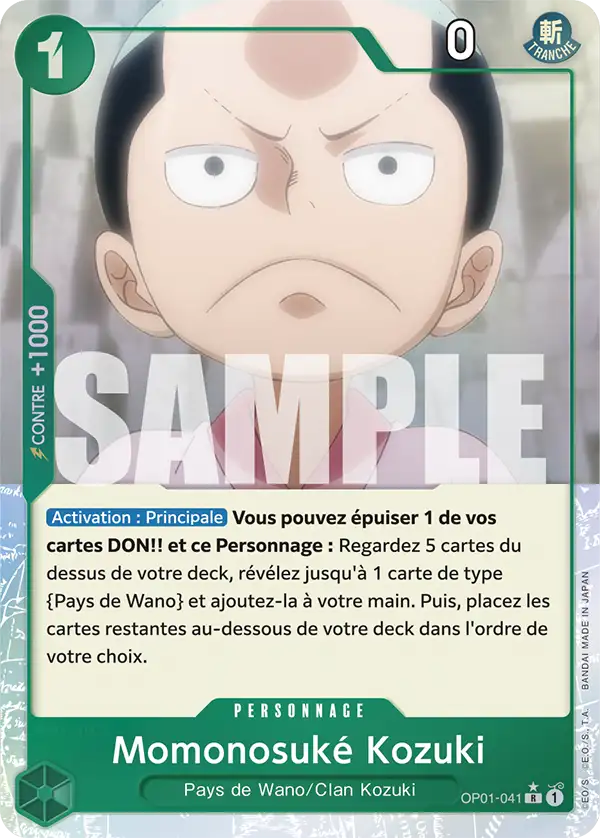 1
0
斬
TRANCHE
CONTRE +1000
SAMPLE
Activation : Principale Vous pouvez épuiser 1 de vos
cartes DON!! et ce Personnage : Regardez 5 cartes du
dessus de votre deck, révélez jusqu'à 1 carte de type
{Pays de Wano} et ajoutez-la à votre main. Puis, placez les
cartes restantes au-dessous de votre deck dans l'ordre de
votre choix.
©E.O/S. ©E.O./S.,T.A. BANDAI MADE IN JAPAN
PERSONNAGE
Momonosuké Kozuki
Pays de Wano/Clan Kozuki
OP01-041 R 1